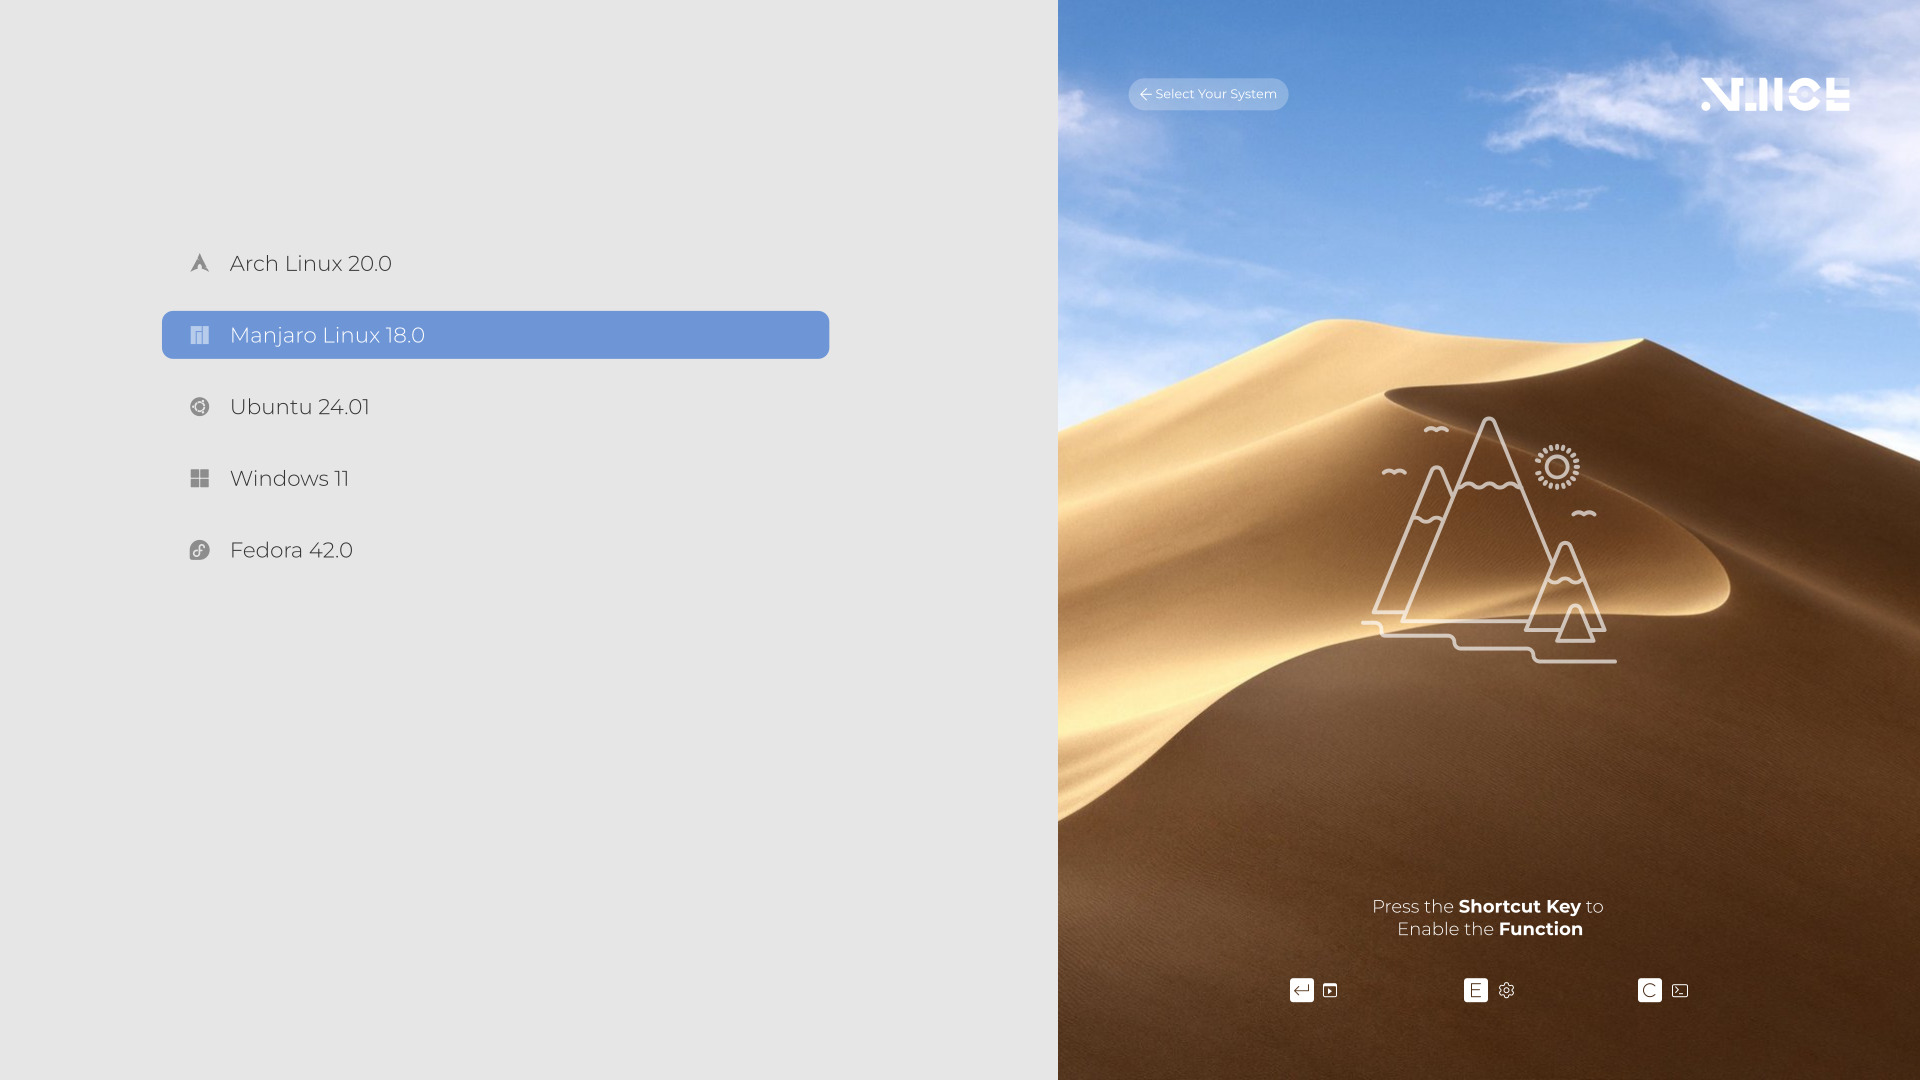 Arch Linux 20.0
Manjaro Linux 18.0
Ubuntu 24.01
Windows 11
Fedora 42.0
Select Your System
Press the Shortcut Key to
Enable the Function
E
C